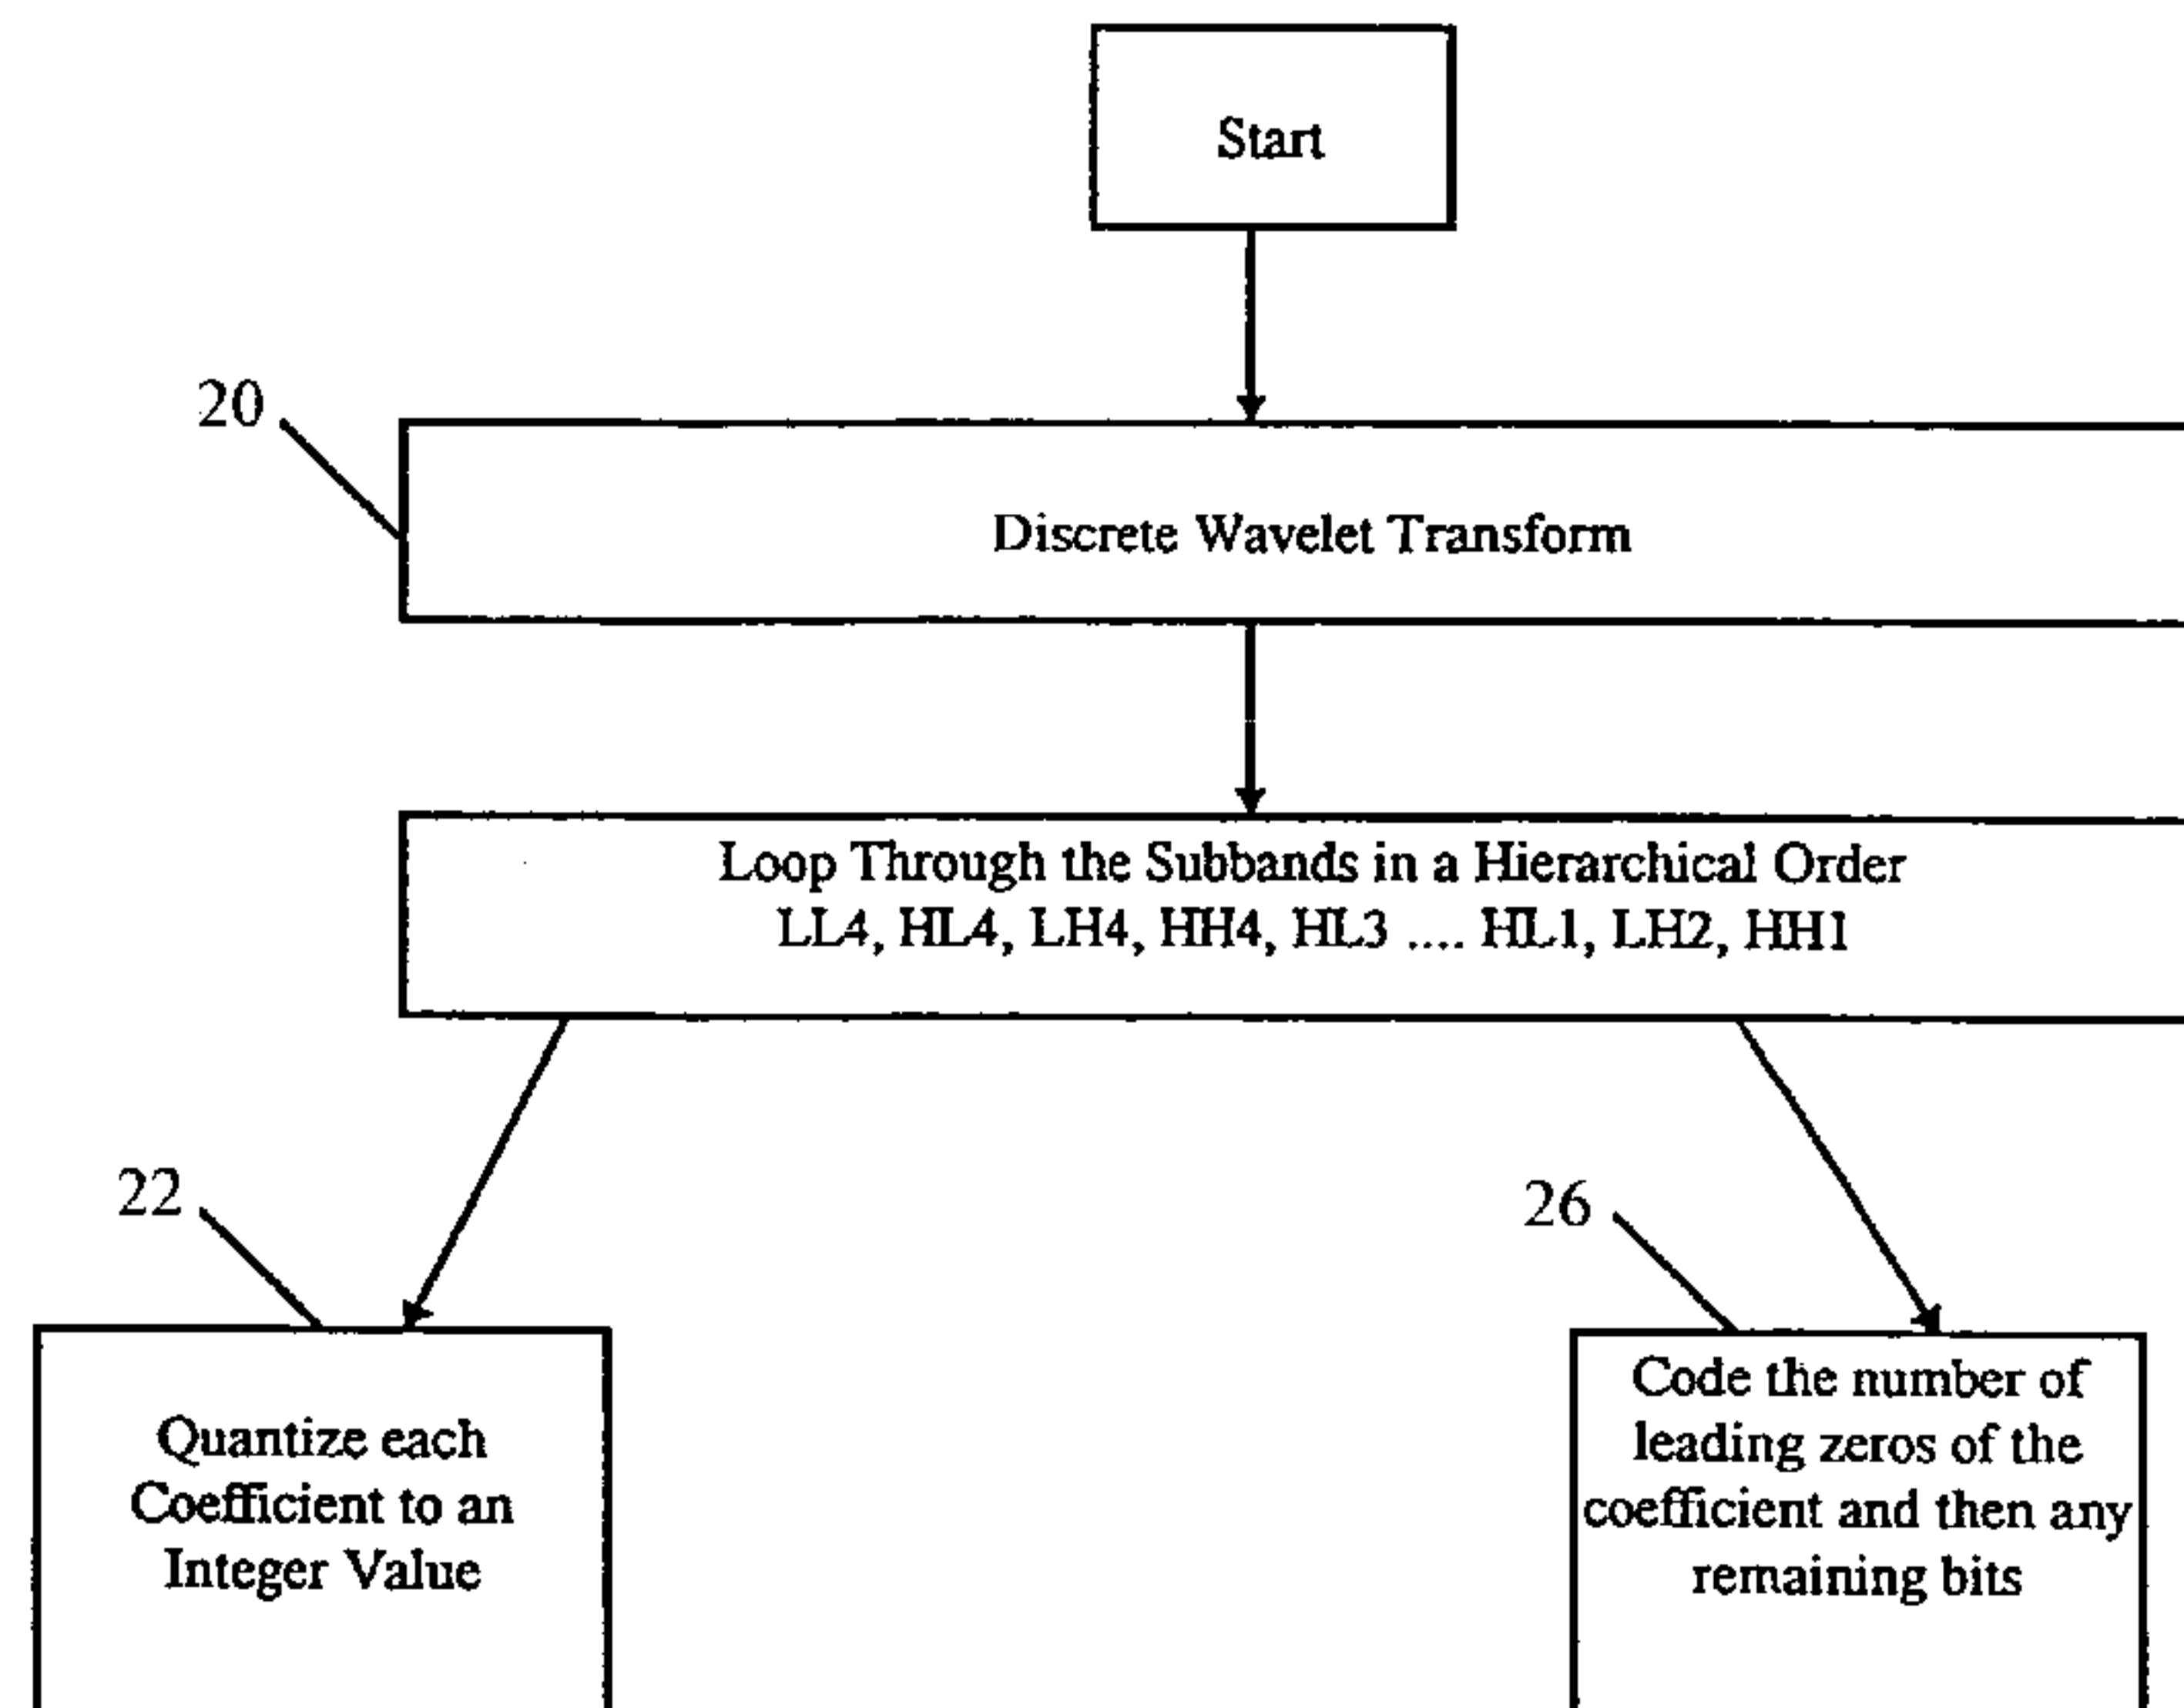 Start
20
Discrete Wavelet Transform
Loop Through the Subbands in a Hierarchical Order
LL4, HL4, LH4, HH4, HL3 .... HL1, LH2, HH1
22
26
Quantize each
Coefficient to an
Integer Value
Code the number of
leading zeros of the
coefficient and then any
remaining bits